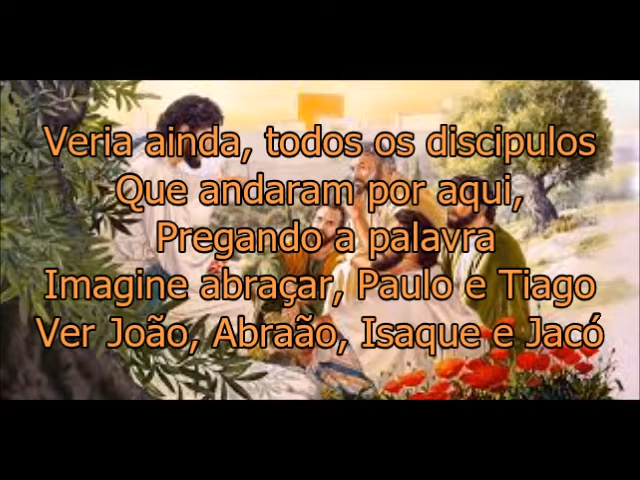 Veria ainda, todos os discipulos
Que andaram por aqui,
Pregando a palavra
Imagine abraçar, Paulo e Tiago
Ver João, Abraão, Isaque e Jacó